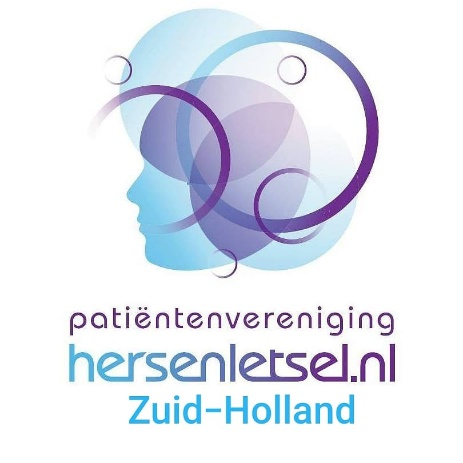 patiëntenvereniging
hersenletsel.nl
Zuid-Holland